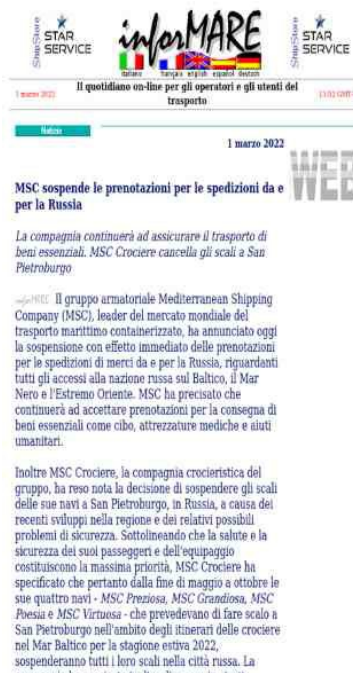 ShipStore
STAR
SERVICE
inforMARE
ShipStore
STAR
SERVICE
italiano français english español deutsch
1 marzo 2022
Il quotidiano on-line per gli operatori e gli utenti del
trasporto
Notizie
1 marzo 2022
WEB
MSC sospende le prenotazioni per le spedizioni da e
per la Russia
La compagnia continuerà ad assicurare il trasporto di
beni essenziali. MSC Crociere cancella gli scali a San
Pietroburgo
inforMARE Il gruppo armatoriale Mediterranean Shipping
Company (MSC), leader del mercato mondiale del
trasporto marittimo containerizzato, ha annunciato oggi
la sospensione con effetto immediato delle prenotazioni
per le spedizioni di merci da e per la Russia, riguardanti
tutti gli accessi alla nazione russa sul Baltico, il Mar
Nero e l'Estremo Oriente. MSC ha precisato che
continuerà ad accettare prenotazioni per la consegna di
beni essenziali come cibo, attrezzature mediche e aiuti
umanitari.
Inoltre MSC Crociere, la compagnia crocieristica del
gruppo, ha reso nota la decisione di sospendere gli scali
delle sue navi a San Pietroburgo, in Russia, a causa dei
recenti sviluppi nella regione e dei relativi possibili
problemi di sicurezza. Sottolineando che la salute e la
sicurezza dei suoi passeggeri e dell'equipaggio
costituiscono la massima priorità, MSC Crociere ha
specificato che pertanto dalla fine di maggio a ottobre le
sue quattro navi - MSC Preziosa, MSC Grandiosa, MSC
Poesia e MSC Virtuosa - che prevedevano di fare scalo a
San Pietroburgo nell'ambito degli itinerari delle crociere
nel Mar Baltico per la stagione estiva 2022,
sospenderanno tutti i loro scali nella città russa. La